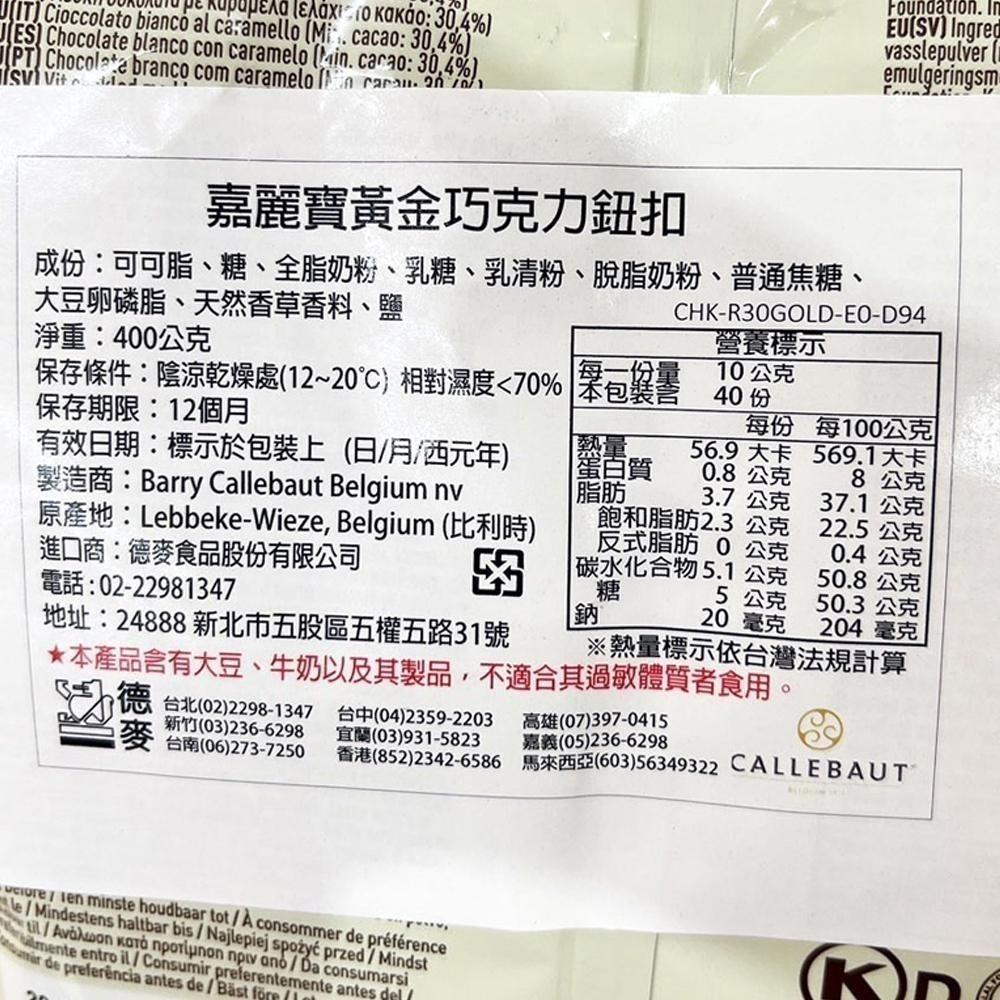 κακάο: 30,4%)
(IT) Cioccolato bianco al caramello (Min. cacao: 30,4%)
(ES) Chocolate blanco con caramelo (Min. cacao: 30,4%)
(PT) Chocolate branco com caramelo (Min. cacau: 30,4%)
Foundation.
EU(SV) Ingred
vasslepulver
emulgeringsm
嘉麗寶黃金巧克力鈕扣
成份：可可脂、糖、全脂奶粉、乳糖、乳清粉、脫脂奶粉、普通焦糖、
大豆卵磷脂、天然香草香料、鹽
CHK-R30GOLD-E0-D94
淨重：400公克
保存條件：陰涼乾燥處(12~20℃) 相對濕度<70%
保存期限：12個月
有效日期：標示於包裝上 (日/月/西元年)
製造商：Barry Callebaut Belgium nv
原產地：Lebbeke-Wieze, Belgium (比利時)
進口商：德麥食品股份有限公司
電話:02-22981347
地址：24888 新北市五股區五權五路31號
營養標示
每一份量 10 公克
本包裝含 40 份
每份 每100公克
熱量 56.9 大卡 569.1 大卡
蛋白質 0.8 公克 8 公克
脂肪 3.7 公克 37.1 公克
飽和脂肪 2.3 公克 22.5 公克
反式脂肪 0 公克 0.4 公克
碳水化合物 5.1 公克 50.8 公克
糖 5 公克 50.3 公克
鈉 20 毫克 204 毫克
※熱量標示依台灣法規計算
★本產品含有大豆、牛奶以及其製品，不適合其過敏體質者食用。
德麥
台北(02)2298-1347 台中(04)2359-2203 高雄(07)397-0415
新竹(03)236-6298 宜蘭(03)931-5823 嘉義(05)236-6298
台南(06)273-7250 香港(852)2342-6586 馬來西亞(603)56349322
CALLEBAUT
/ Ten minste houdbaar tot / À consommer de préférence
/ Mindestens haltbar bis / Najlepiej spożyć przed / Mindst
til / Ανάλωση κατά προτίμηση πριν από / Da consumarsi
entro il / Consumir preferentemente antes del /
de preferência antes de / Bäst före /
K D